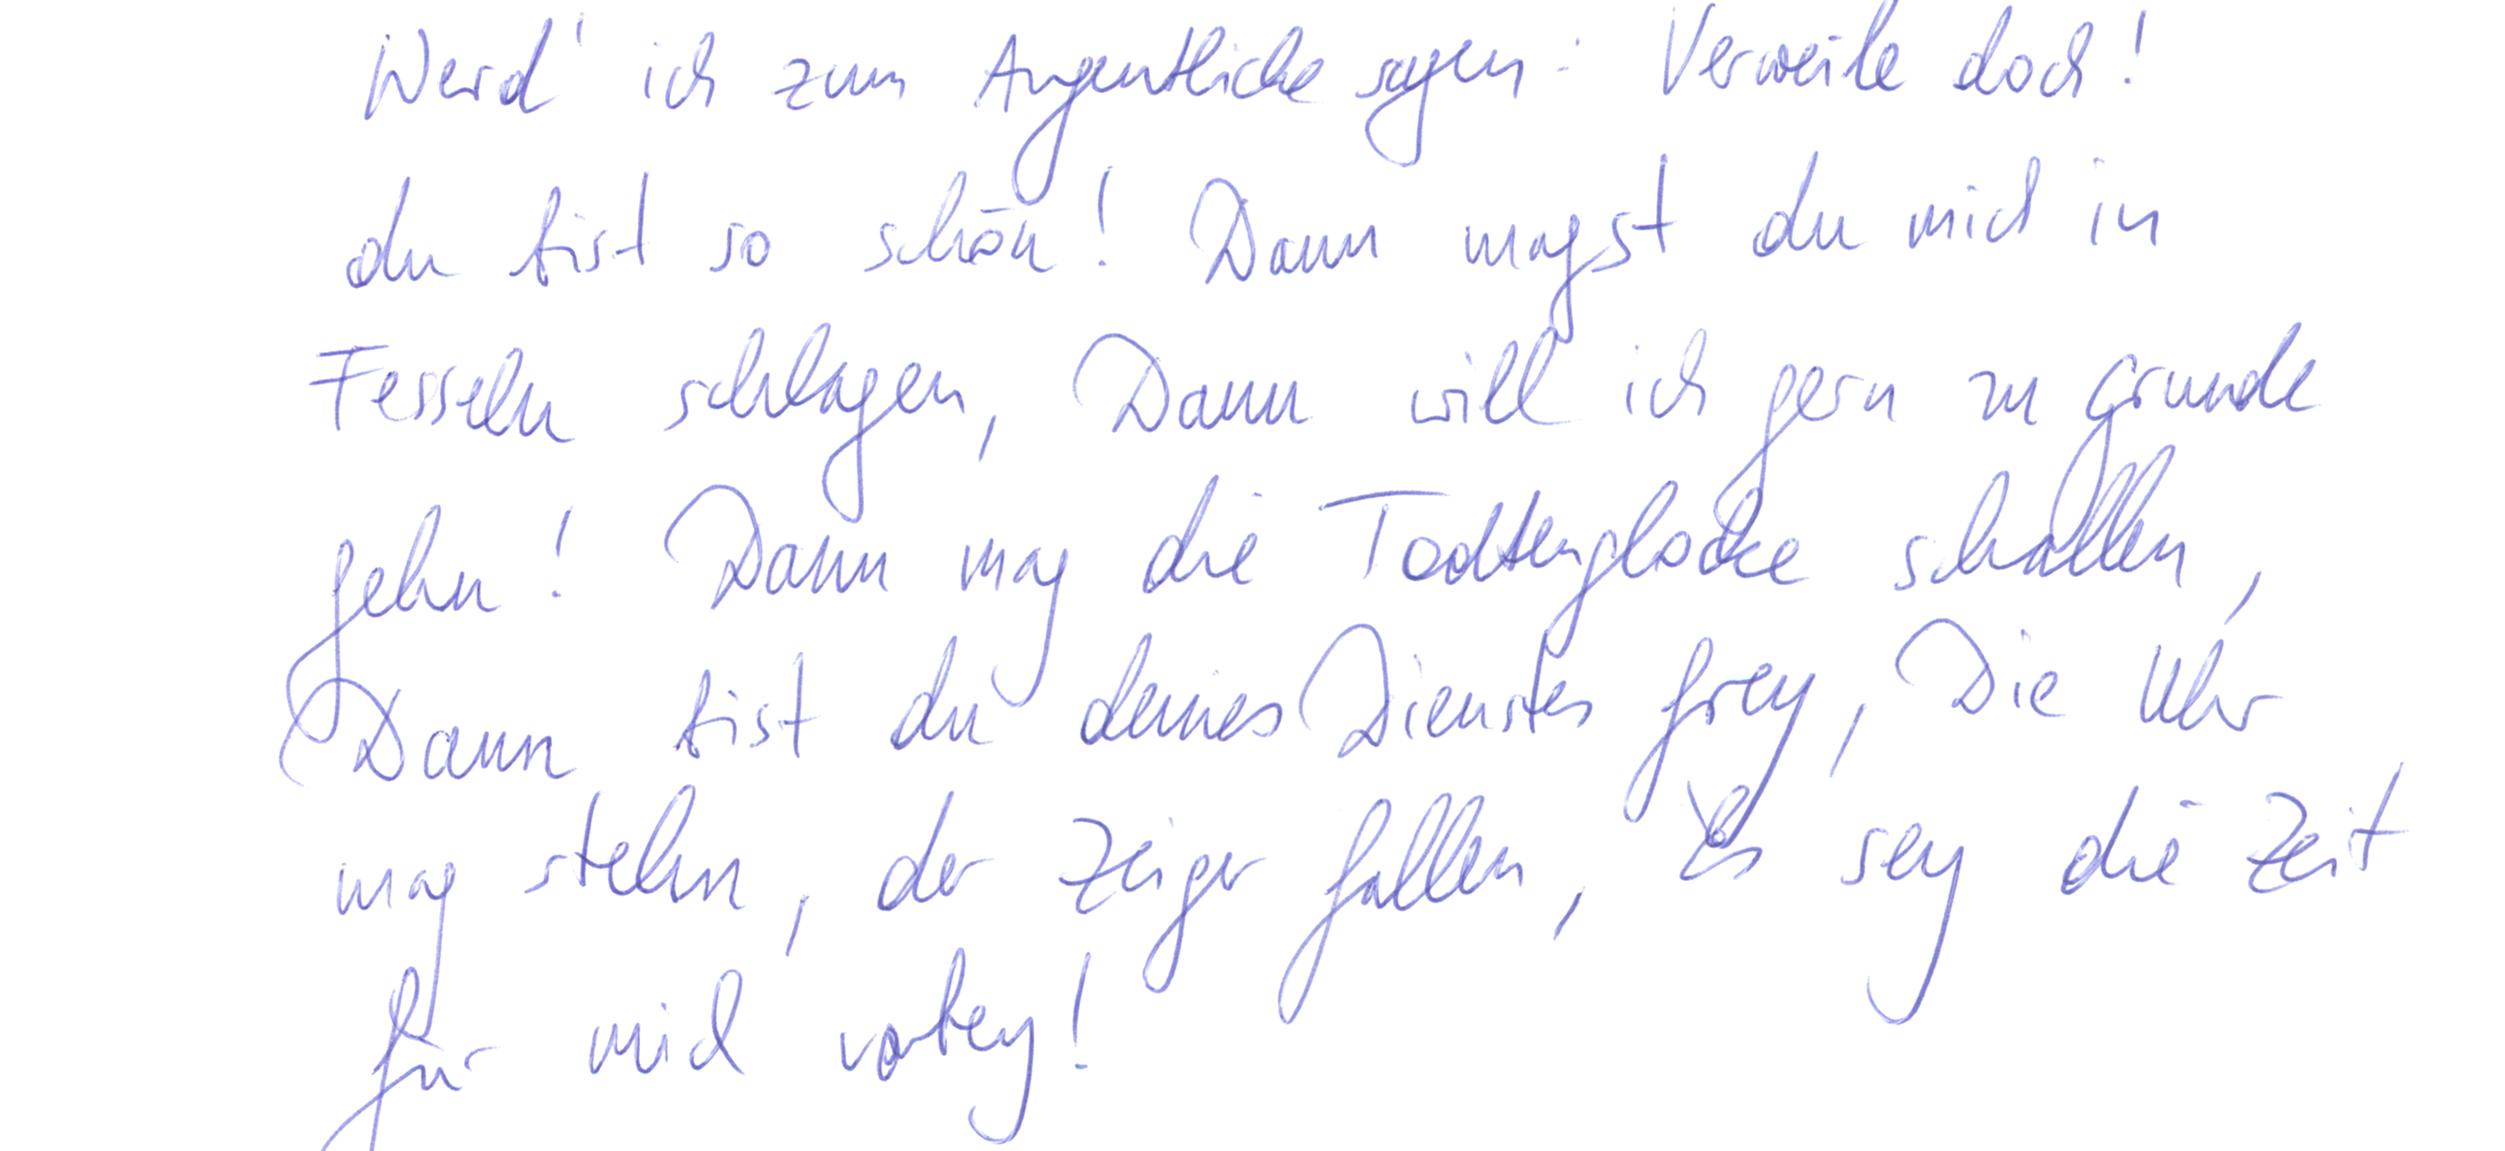 Werd' ich zum Augenblicke sagen: Verweile doch!
du bist so schön! Dann magst du mich in
Fesseln schlagen, Dann will ich gern zu Grunde
gehn! Dann mag die Todtenglocke schallen,
Dann bist du deines Dienstes frey, Die Uhr
mag stehn, der Zeiger fallen, Es sey die Zeit
für mich vorbey!